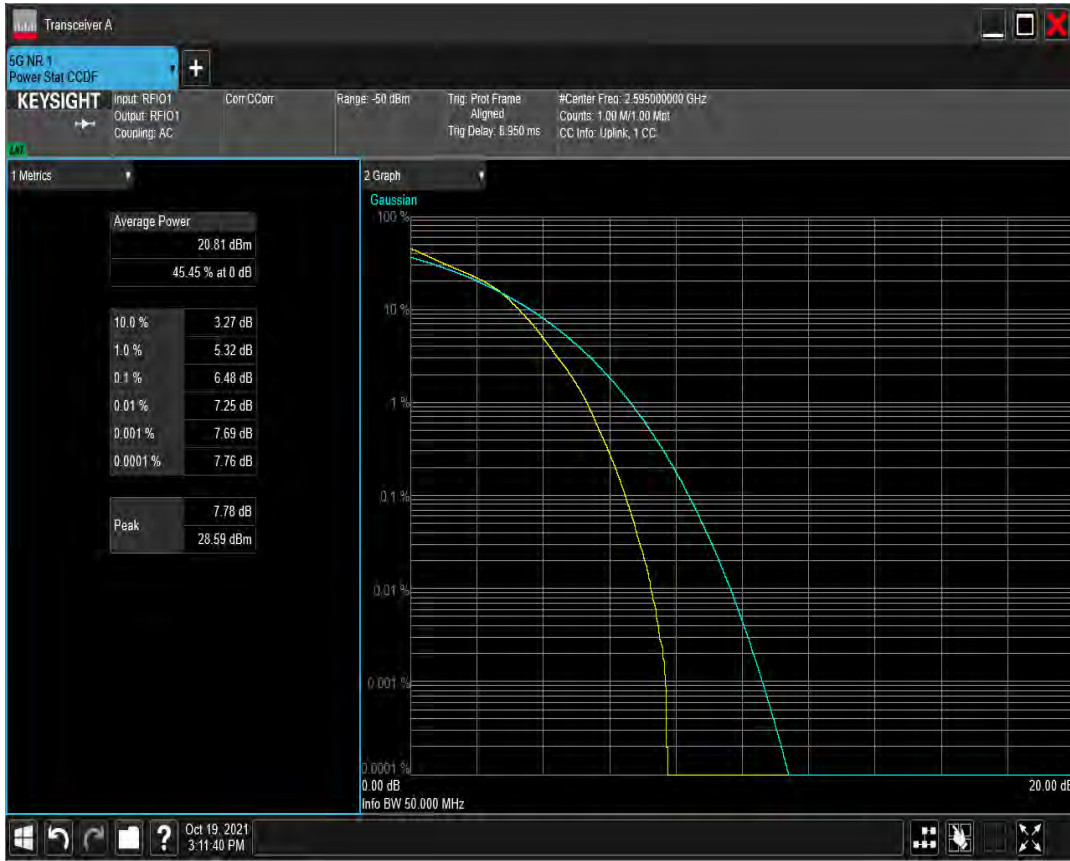 Transceiver A
5G NR 1
Power Stat CCDF
+
KEYSIGHT
Input: RFIO1
Output: RFIO1
Coupling: AC
Corr CCorr
Range: -50 dBm
Trig: Prot Frame
Aligned
Trig Delay: 8.950 ms
#Center Freq: 2.595000000 GHz
Counts: 1.00 M/1.00 Mpt
CC Info: Uplink, 1 CC
1 Metrics
Average Power
20.81 dBm
45.45 % at 0 dB
10.0 % 3.27 dB
1.0 % 5.32 dB
0.1 % 6.48 dB
0.01 % 7.25 dB
0.001 % 7.69 dB
0.0001 % 7.76 dB
Peak
7.78 dB
28.59 dBm
2 Graph
Gaussian
100 %
10 %
1 %
0.1 %
0.01 %
0.001 %
0.0001 %
0.00 dB 20.00 dB
Info BW 50.000 MHz
?
Oct 19, 2021
3:11:40 PM